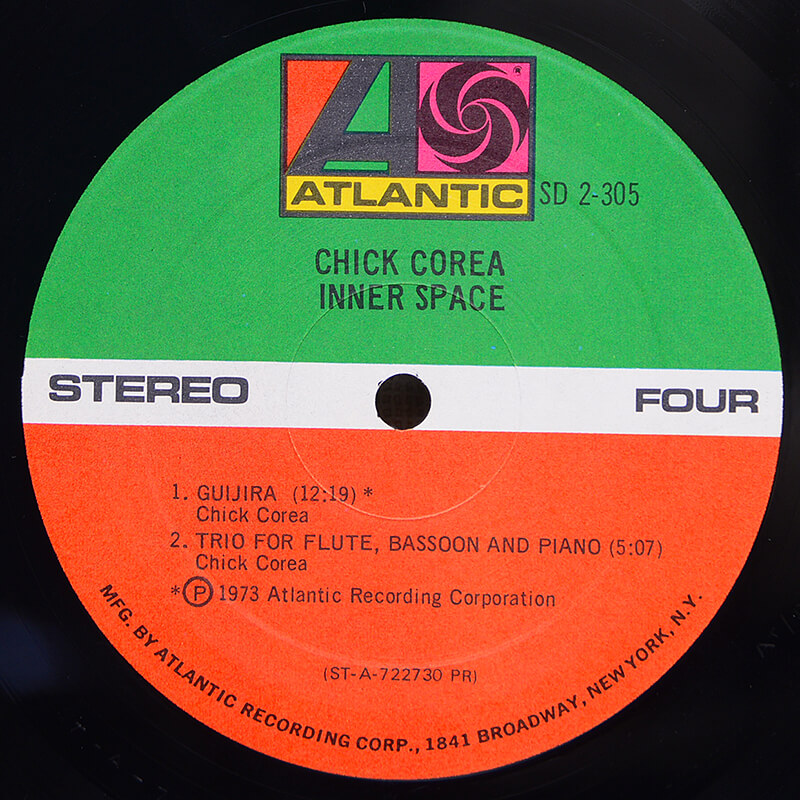 ATLANTIC
SD 2-305
CHICK COREA
INNER SPACE
STEREO
FOUR
1. GUIJIRA (12:19) *
Chick Corea
2. TRIO FOR FLUTE, BASSOON AND PIANO (5:07)
Chick Corea
*Ⓟ 1973 Atlantic Recording Corporation
(ST-A-722730 PR)
MFG. BY ATLANTIC RECORDING CORP., 1841 BROADWAY, NEW YORK, N.Y.